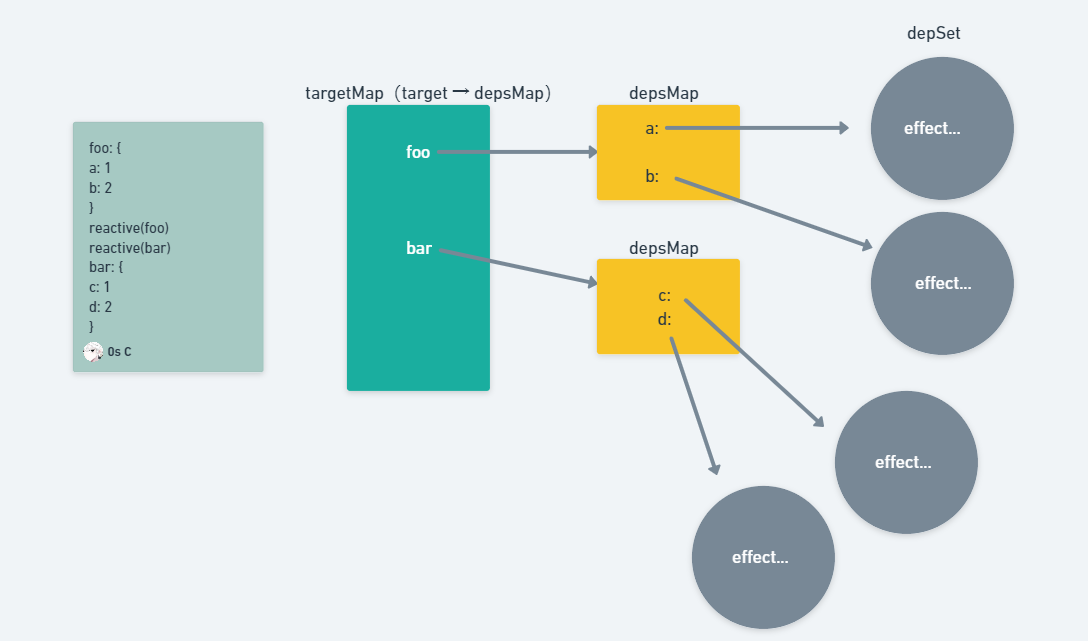 depSet
targetMap (target → depsMap)
depsMap
foo: {
a: 1
b: 2
}
reactive(foo)
reactive(bar)
bar: {
c: 1
d: 2
}
Os C
foo
bar
a:
b:
depsMap
c:
d:
effect...
effect...
effect...
effect...